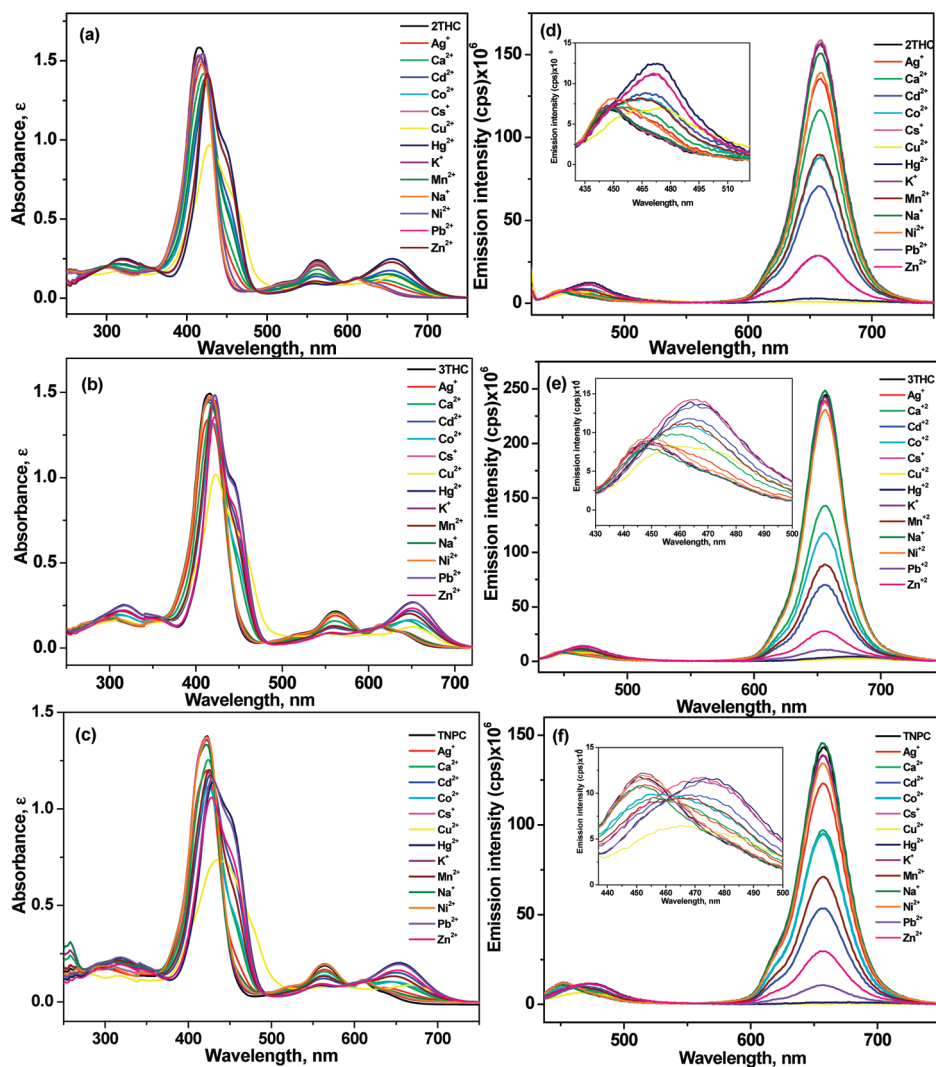 (a)
2THC
Ag⁺
Ca²⁺
Cd²⁺
Co²⁺
Cs⁺
Cu²⁺
Hg²⁺
K⁺
Mn²⁺
Na⁺
Ni²⁺
Pb²⁺
Zn²⁺
1.5
1.0
0.5
0.0
Absorbance, ε
300 400 500 600 700
Wavelength, nm
(d)
2THC
Ag⁺
Ca²⁺
Cd²⁺
Co²⁺
Cs⁺
Cu²⁺
Hg²⁺
K⁺
Mn²⁺
Na⁺
Ni²⁺
Pb²⁺
Zn²⁺
150
100
50
0
Emission intensity (cps)x10⁶
500 600 700
Wavelength, nm
15
10
5
0
Emission intensity (cps)x10⁶
435 450 465 480 495 510
Wavelength, nm
(b)
3THC
Ag⁺
Ca²⁺
Cd²⁺
Co²⁺
Cs⁺
Cu²⁺
Hg²⁺
K⁺
Mn²⁺
Na⁺
Ni²⁺
Pb²⁺
Zn²⁺
1.5
1.0
0.5
0.0
Absorbance, ε
300 400 500 600 700
Wavelength, nm
(e)
3THC
Ag⁺
Ca⁺²
Cd⁺²
Co⁺²
Cs⁺
Cu⁺²
Hg⁺²
K⁺
Mn⁺²
Na⁺
Ni⁺²
Pb⁺²
Zn⁺²
250
200
150
100
50
0
Emission intensity (cps)x10⁶
500 600 700
Wavelength, nm
15
10
5
0
Emission intensity (cps)x10⁶
430 440 450 460 470 480 490 500
Wavelength, nm
(c)
TNPC
Ag⁺
Ca²⁺
Cd²⁺
Co²⁺
Cs⁺
Cu²⁺
Hg²⁺
K⁺
Mn²⁺
Na⁺
Ni²⁺
Pb²⁺
Zn²⁺
1.5
1.0
0.5
0.0
Absorbance, ε
300 400 500 600 700
Wavelength, nm
(f)
TNPC
Ag⁺
Ca²⁺
Cd²⁺
Co²⁺
Cs⁺
Cu²⁺
Hg²⁺
K⁺
Mn²⁺
Na⁺
Ni²⁺
Pb²⁺
Zn²⁺
150
100
50
0
Emission intensity (cps)x10⁶
500 600 700
Wavelength, nm
15
10
5
0
Emission intensity (cps)x10⁶
440 450 460 470 480 490 500
Wavelength, nm